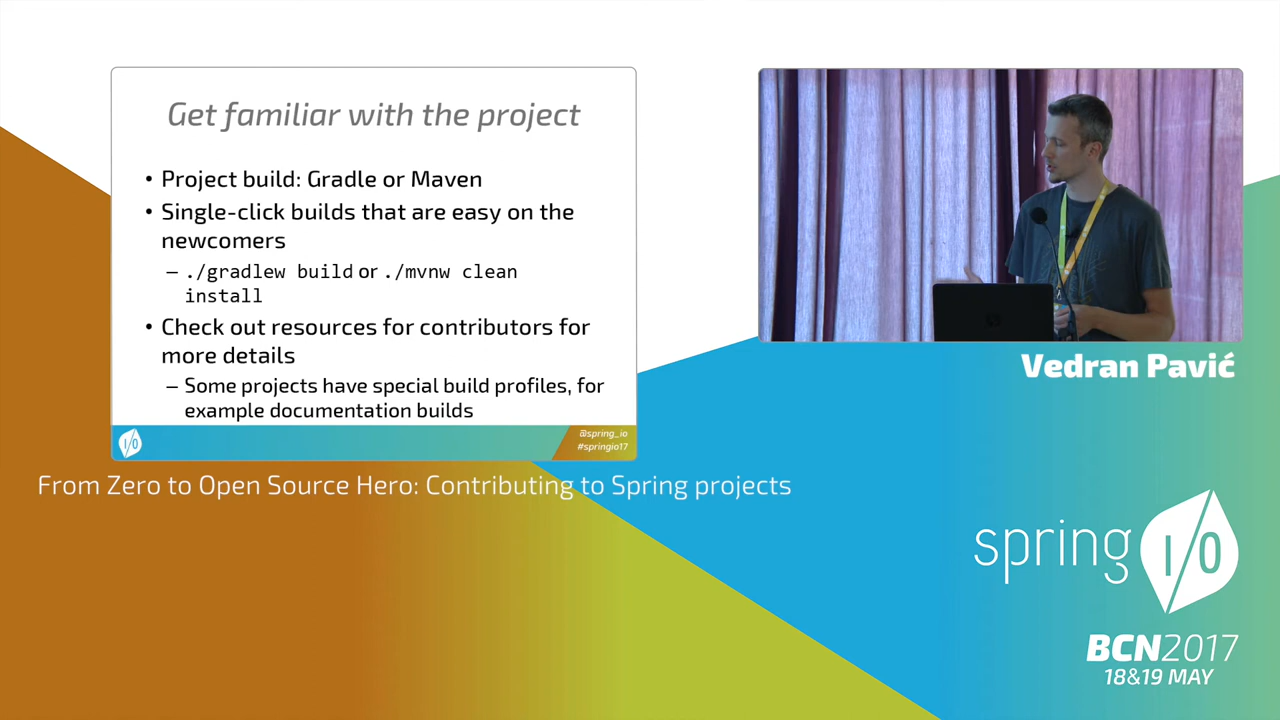 Get familiar with the project
• Project build: Gradle or Maven
• Single-click builds that are easy on the
newcomers
– ./gradlew build or ./mvnw clean
install
• Check out resources for contributors for
more details
– Some projects have special build profiles, for
example documentation builds
I/O
@spring_io
#springio17
Vedran Pavić
From Zero to Open Source Hero: Contributing to Spring projects
spring I/O
BCN2017
18&19 MAY